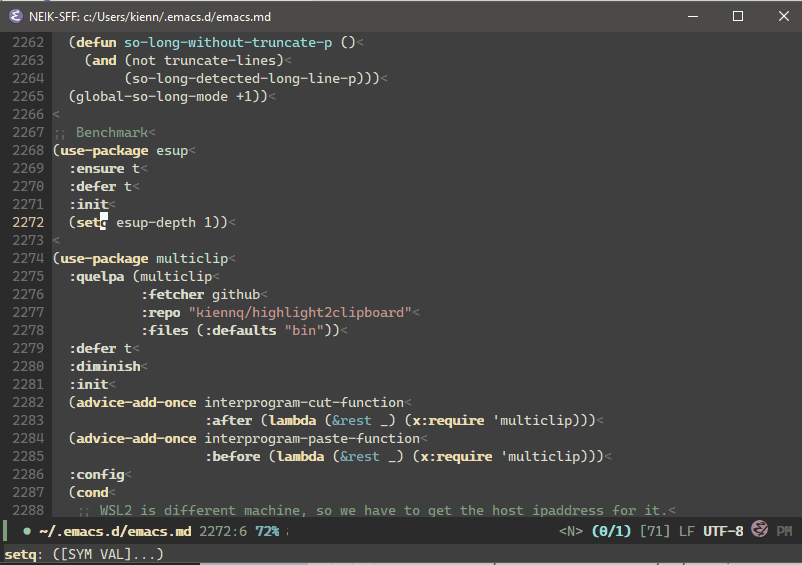 NEIK-SFF: c:/Users/kienn/.emacs.d/emacs.md
2262 (defun so-long-without-truncate-p ()<
2263 (and (not truncate-lines)<
2264 (so-long-detected-long-line-p)))<
2265 (global-so-long-mode +1))<
2266 <
2267 ;; Benchmark<
2268 (use-package esup<
2269 :ensure t<
2270 :defer t<
2271 :init<
2272 (setq esup-depth 1))<
2273 <
2274 (use-package multiclip<
2275 :quelpa (multiclip<
2276 :fetcher github<
2277 :repo "kiennq/highlight2clipboard"<
2278 :files (:defaults "bin"))<
2279 :defer t<
2280 :diminish<
2281 :init<
2282 (advice-add-once interprogram-cut-function<
2283 :after (lambda (&rest _) (x:require 'multiclip)))<
2284 (advice-add-once interprogram-paste-function<
2285 :before (lambda (&rest _) (x:require 'multiclip)))<
2286 :config<
2287 (cond<
2288 ;; WSL2 is different machine, so we have to get the host ipaddress for it.<
● ~/.emacs.d/emacs.md 2272:6 72% ; <N> (0/1) [71] LF UTF-8 PM
setq: ([SYM VAL]...)